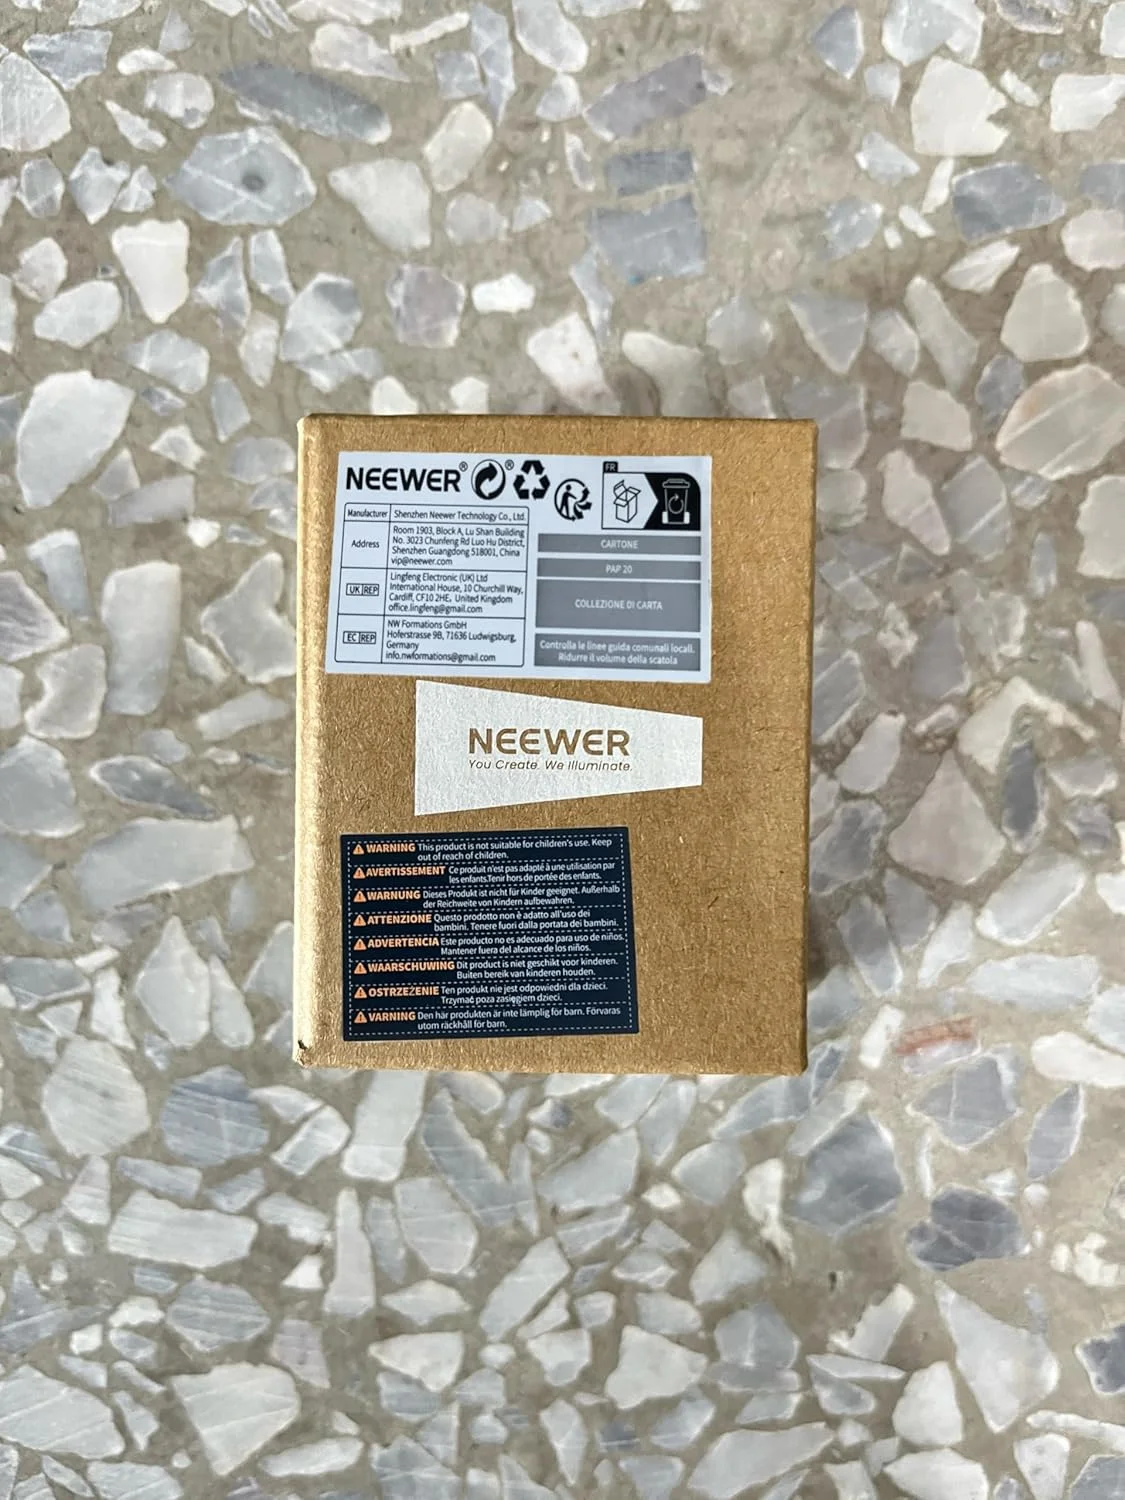 NEEWER® ®
FR
Manufacturer Shenzhen Neewer Technology Co., Ltd.
Address
Room 1903, Block A, Lu Shan Building
No. 3023 Chunfeng Rd Luo Hu District,
Shenzhen Guangdong 518001, China
vip@neewer.com
UK REP
Lingfeng Electronic (UK) Ltd
International House, 10 Churchill Way,
Cardiff, CF10 2HE, United Kingdom
office.lingfeng@gmail.com
EC REP
NW Formations GmbH
Hoferstrasse 9B, 71636 Ludwigsburg,
Germany
info.nwformations@gmail.com
CARTONE
PAP 20
COLLEZIONE DI CARTA
Controlla le linee guida comunali locali.
Ridurre il volume della scatola
NEEWER
You Create. We Illuminate.
WARNING This product is not suitable for children's use. Keep
out of reach of children.
AVERTISSEMENT Ce produit n'est pas adapté à une utilisation par
les enfants.Tenir hors de portée des enfants.
WARNUNG Dieses Produkt ist nicht für Kinder geeignet. Außerhalb
der Reichweite von Kindern aufbewahren.
ATTENZIONE Questo prodotto non è adatto all'uso dei
bambini. Tenere fuori dalla portata dei bambini.
ADVERTENCIA Este producto no es adecuado para uso de niños.
Mantener fuera del alcance de los niños.
WAARSCHUWING Dit product is niet geschikt voor kinderen.
Buiten bereik van kinderen houden.
OSTRZEŻENIE Ten produkt nie jest odpowiedni dla dzieci.
Trzymać poza zasięgiem dzieci.
VARNING Den här produkten är inte lämplig för barn. Förvaras
utom räckhåll för barn.